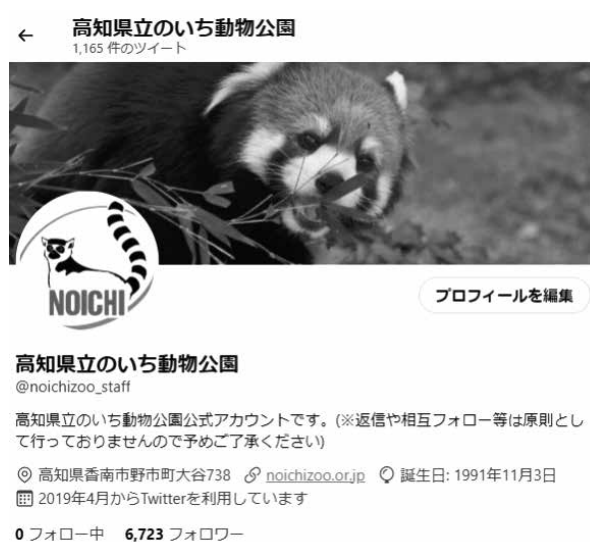 高知県立のいち動物公園
1,165 件のツイート
NOICHI
プロフィールを編集
高知県立のいち動物公園
@noichizoo_staff
高知県立のいち動物公園公式アカウントです。(※返信や相互フォロー等は原則とし
て行っておりませんので予めご了承ください)
高知県香南市野市町大谷738 noichizoo.or.jp 誕生日: 1991年11月3日
2019年4月からTwitterを利用しています
0 フォロー中 6,723 フォロワー